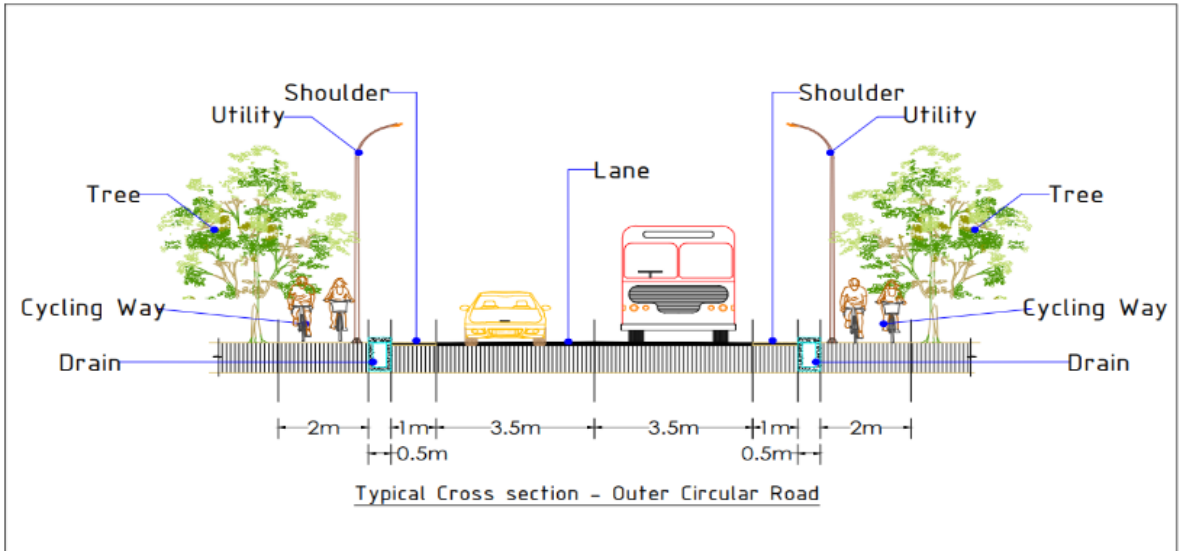 Shoulder
Shoulder
Utility
Utility
Lane
Tree
Tree
Cycling Way
Cycling Way
Drain
Drain
2m
1m
3.5m
3.5m
1m
2m
0.5m
0.5m
Typical Cross section - Outer Circular Road